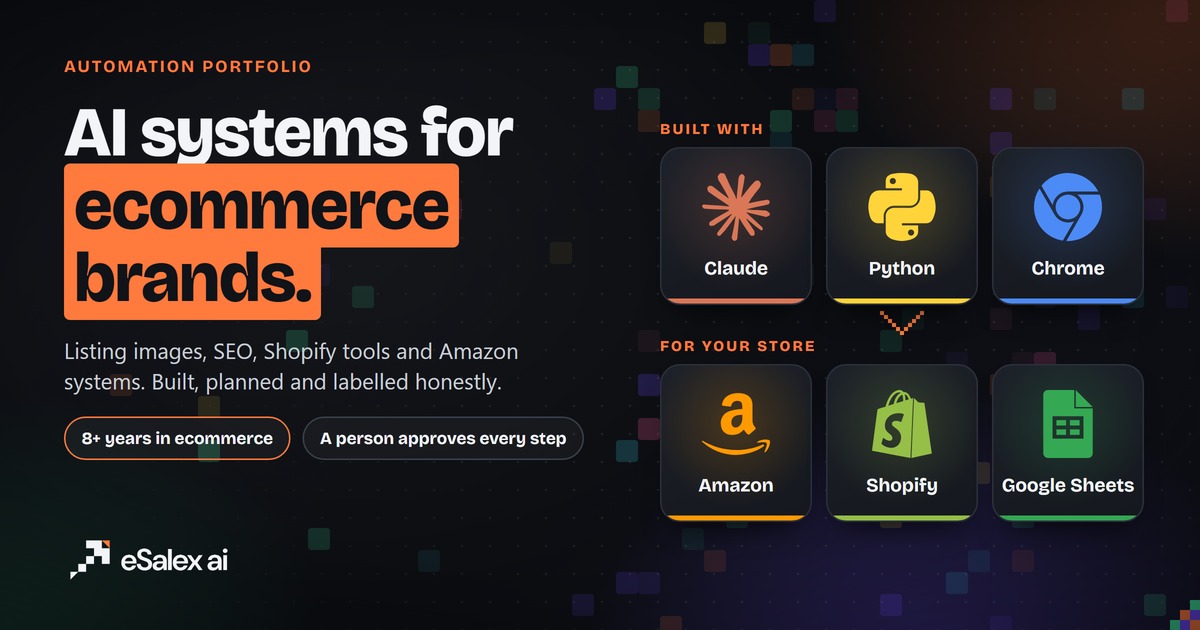 AUTOMATION PORTFOLIO
AI systems for
ecommerce
brands.
Listing images, SEO, Shopify tools and Amazon
systems. Built, planned and labelled honestly.
8+ years in ecommerce
A person approves every step
eSalex ai
BUILT WITH
Claude
Python
Chrome
FOR YOUR STORE
a
S
Amazon
Shopify
Google Sheets